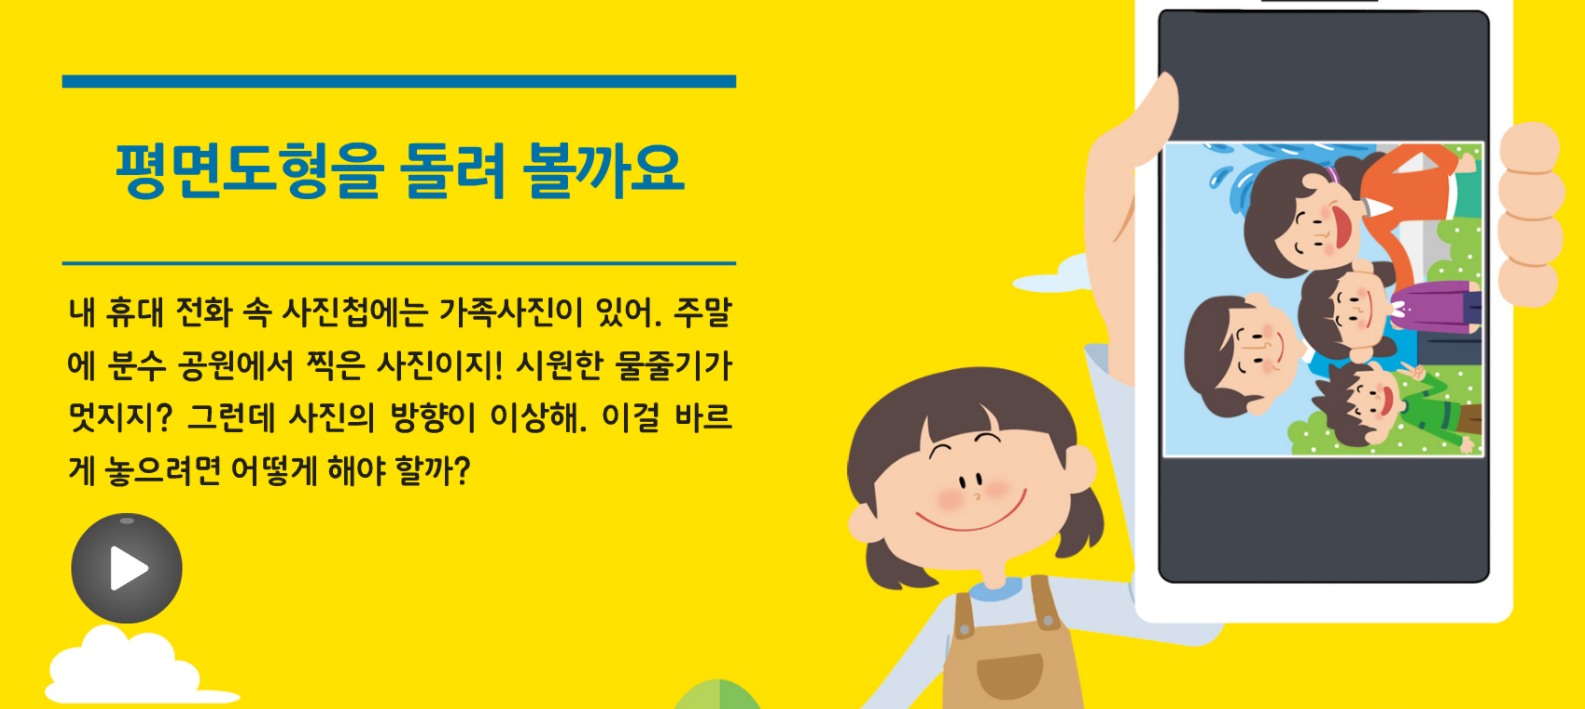 평면도형을 돌려 볼까요
내 휴대 전화 속 사진첩에는 가족사진이 있어. 주말
에 분수 공원에서 찍은 사진이지! 시원한 물줄기가
멋지지? 그런데 사진의 방향이 이상해. 이걸 바르
게 놓으려면 어떻게 해야 할까?